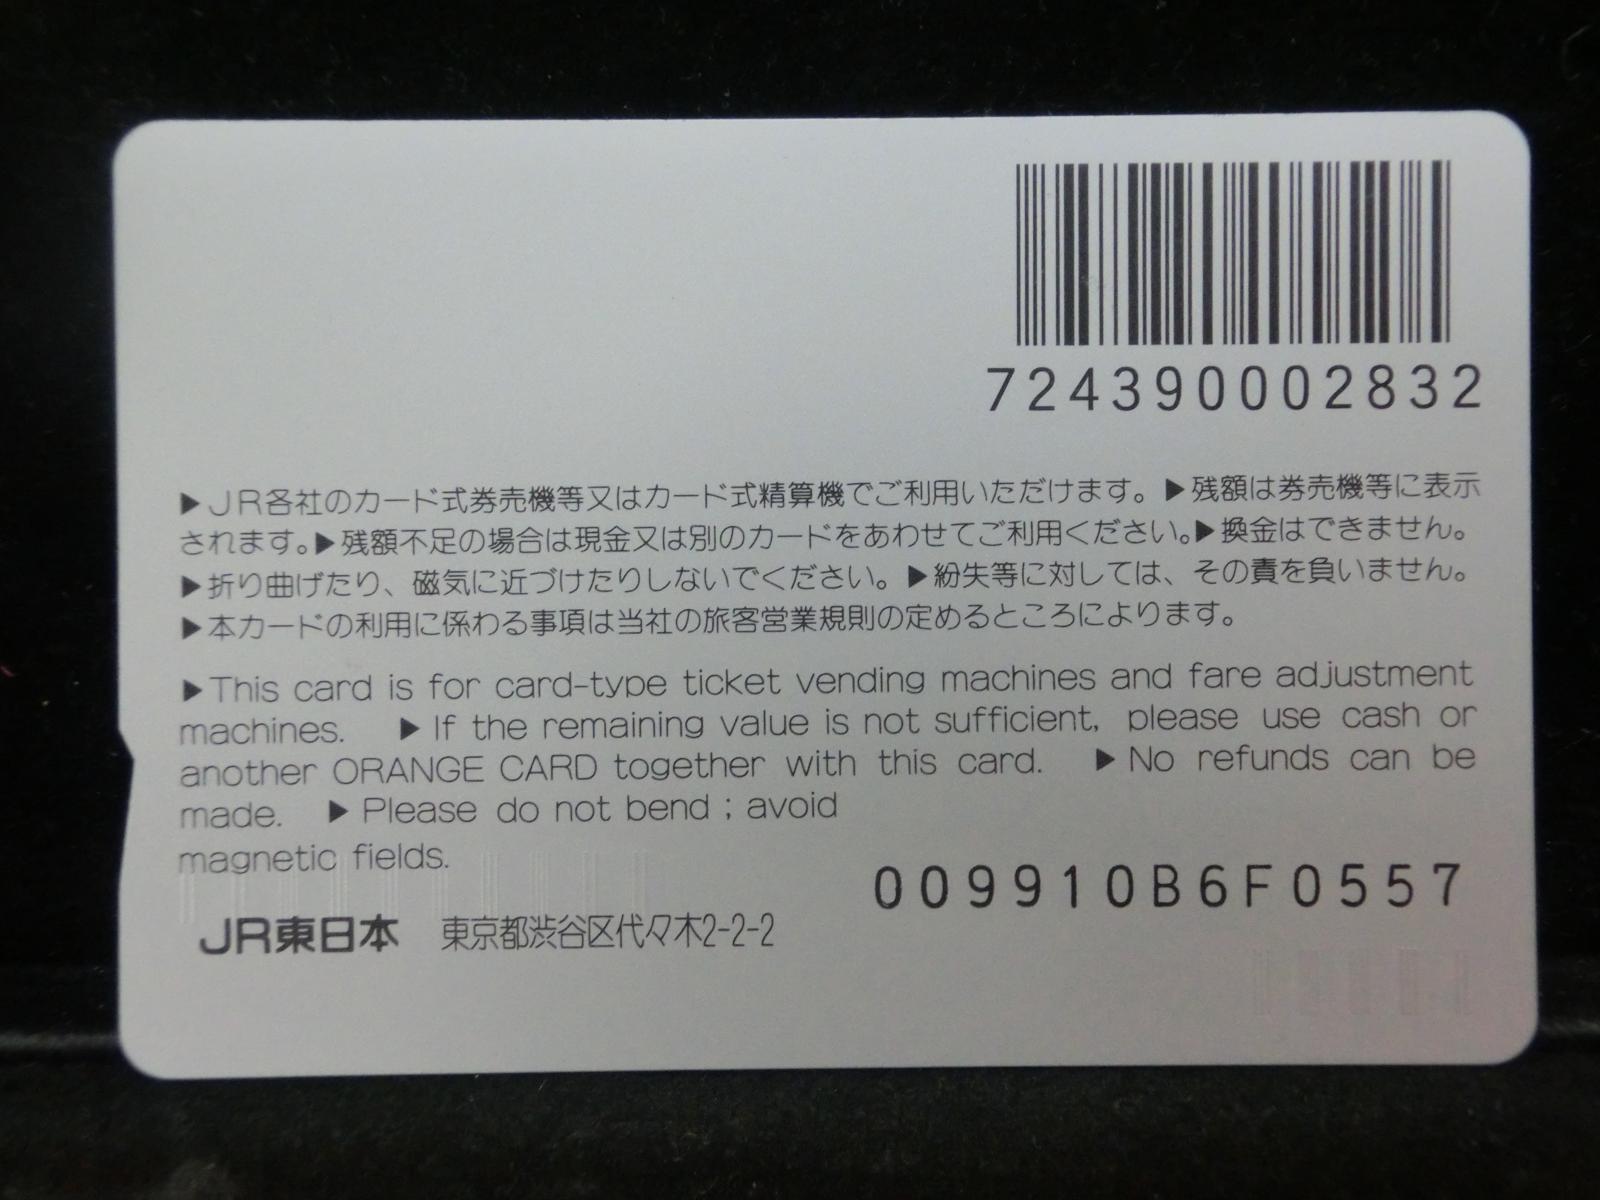 724390002832
▶JR各社のカード式券売機等又はカード式精算機でご利用いただけます。▶残額は券売機等に表示
されます。▶残額不足の場合は現金又は別のカードをあわせてご利用ください。▶換金はできません。
▶折り曲げたり、磁気に近づけたりしないでください。▶紛失等に対しては、その責を負いません。
▶本カードの利用に係わる事項は当社の旅客営業規則の定めるところによります。
▶This card is for card-type ticket vending machines and fare adjustment
machines. ▶If the remaining value is not sufficient, please use cash or
another ORANGE CARD together with this card. ▶No refunds can be
made. ▶Please do not bend ; avoid
magnetic fields.
009910B6F0557
JR東日本 東京都渋谷区代々木2-2-2